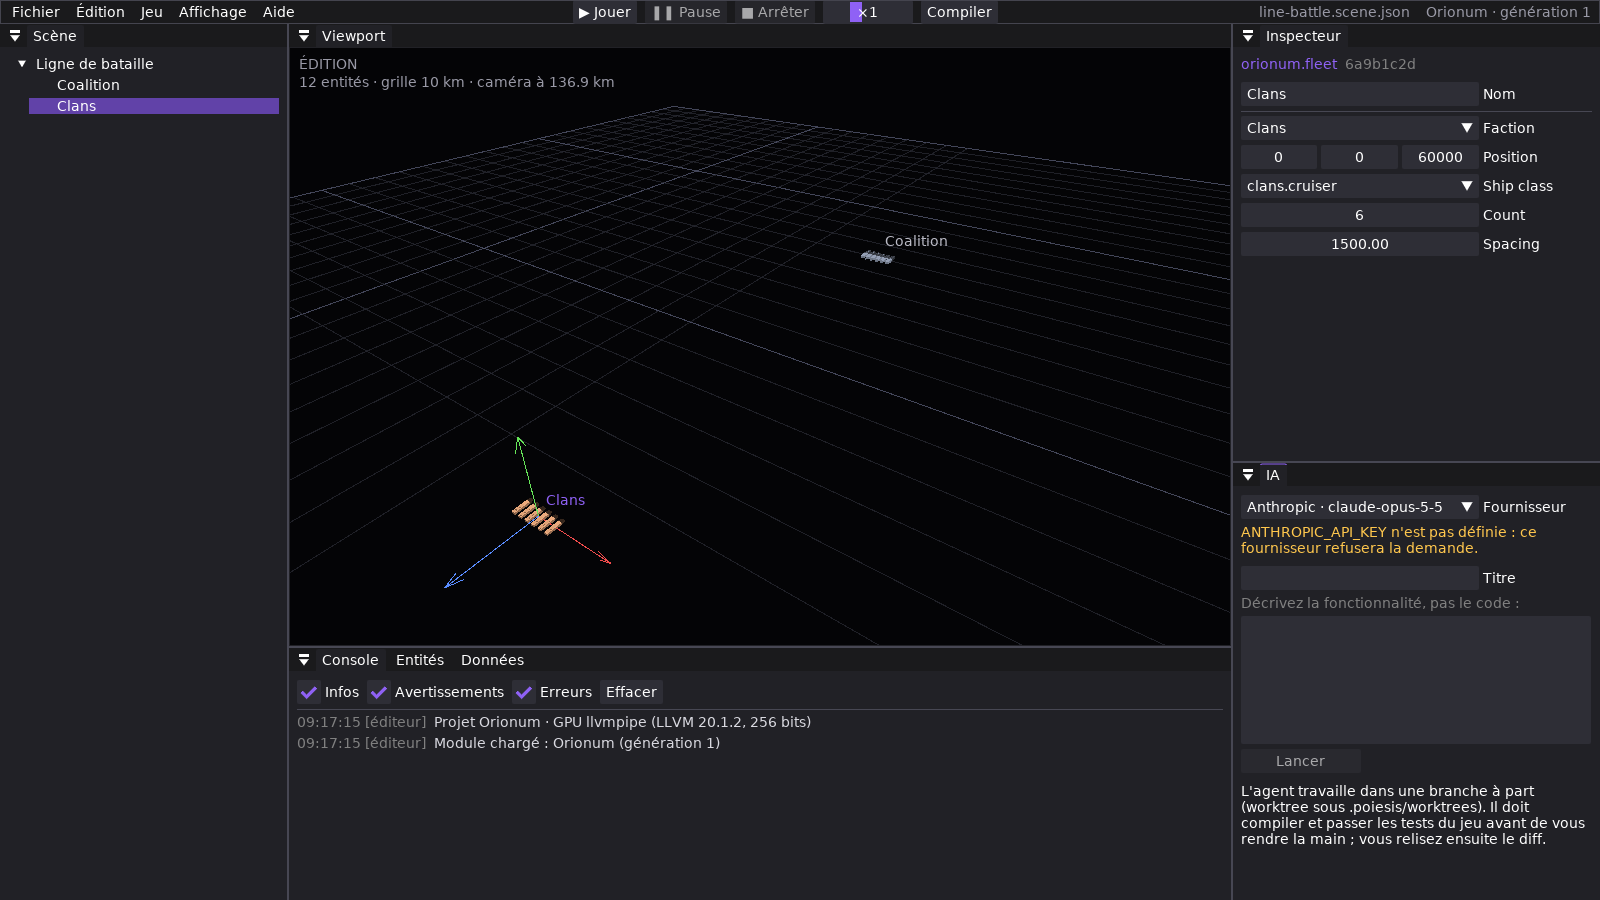 Fichier Édition Jeu Affichage Aide
▶ Jouer ❚❚ Pause ■ Arrêter ×1 Compiler
line-battle.scene.json Orionum · génération 1
Scène
Ligne de bataille
Coalition
Clans
Viewport
ÉDITION
12 entités · grille 10 km · caméra à 136.9 km
Coalition
Clans
Console Entités Données
Infos Avertissements Erreurs Effacer
09:17:15 [éditeur] Projet Orionum · GPU llvmpipe (LLVM 20.1.2, 256 bits)
09:17:15 [éditeur] Module chargé : Orionum (génération 1)
Inspecteur
orionum.fleet 6a9b1c2d
Clans Nom
Clans Faction
0 0 60000 Position
clans.cruiser Ship class
6 Count
1500.00 Spacing
IA
Anthropic · claude-opus-5-5 Fournisseur
ANTHROPIC_API_KEY n'est pas définie : ce
fournisseur refusera la demande.
Titre
Décrivez la fonctionnalité, pas le code :
Lancer
L'agent travaille dans une branche à part
(worktree sous .poiesis/worktrees). Il doit
compiler et passer les tests du jeu avant de vous
rendre la main ; vous relisez ensuite le diff.